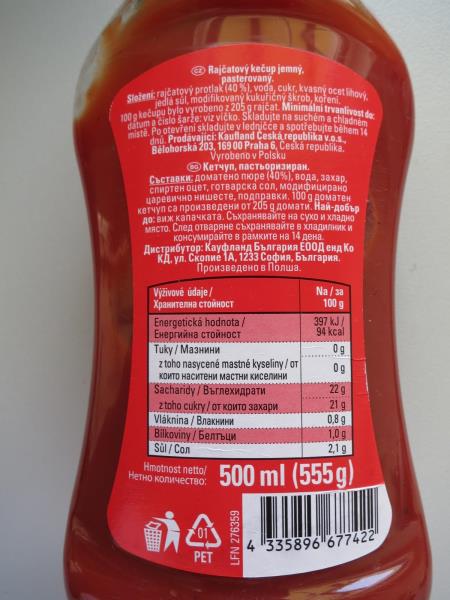 CZ Rajčatový kečup jemný,
pasterovaný.
Složení: rajčatový protlak (40 %), voda, cukr, kvasný ocet lihový,
jedlá sůl, modifikovaný kukuřičný škrob, koření.
100 g kečupu bylo vyrobeno z 205 g rajčat. Minimální trvanlivost do:
datum a číslo šarže: viz víčko. Skladujte na suchém a chladném
místě. Po otevření skladujte v ledničce a spotřebujte během 14
dnů. Prodávající: Kaufland Česká republika v.o.s.,
Bělohorská 203, 169 00 Praha 6, Česká republika.
Vyrobeno v Polsku
BG Кетчуп, пастьоризиран.
Съставки: доматено пюре (40%), вода, захар,
спиртен оцет, готварска сол, модифицирано
царевично нишесте, подправки. 100 g доматен
кетчуп са произведени от 205 g домати. Най-добър
до: виж капачката. Съхранявайте на сухо и хладно
място. След отваряне съхранявайте в хладилник и
консумирайте в рамките на 14 дена.
Дистрибутор: Кауфланд България ЕООД енд Ко
КД, ул. Скопие 1А, 1233 София, България.
Произведено в Полша.
Výživové údaje / Na / за
Хранителна стойност 100 g
Energetická hodnota / 397 kJ /
Енергийна стойност 94 kcal
Tuky / Мазнини 0 g
z toho nasycené mastné kyseliny / от 0 g
които наситени мастни киселини
Sacharidy / Въглехидрати 22 g
z toho cukry / от които захари 21 g
Vláknina / Влакнини 0,8 g
Bílkoviny / Белтъци 1,0 g
Sůl / Сол 2,1 g
Hmotnost netto/ 500 ml (555 g)
Нетно количество:
01
PET
LFN 276359
4 335896 677422